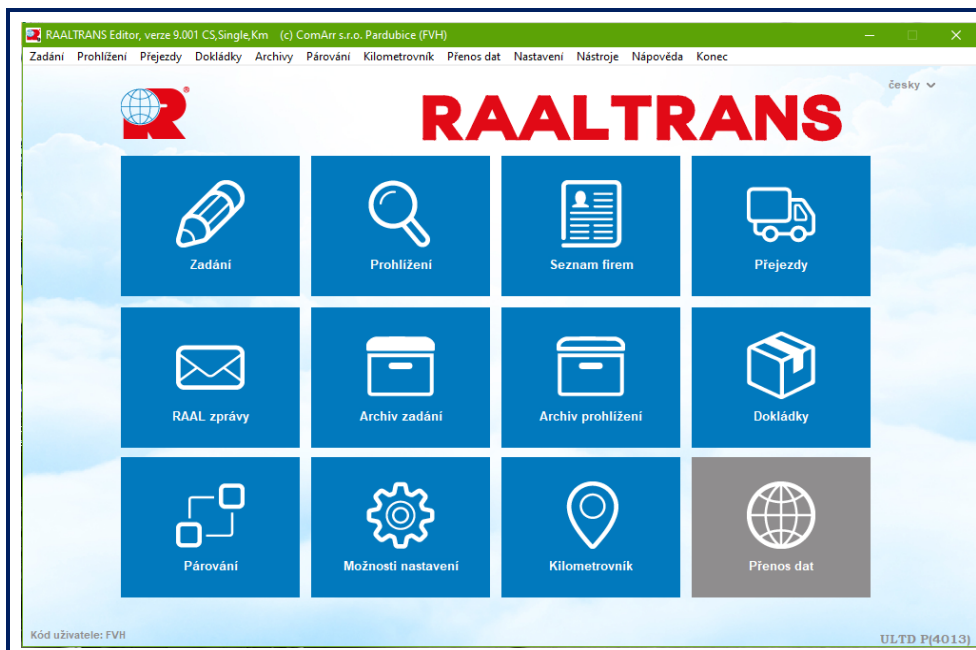 RAALTRANS Editor, verze 9.001 CS,Single,Km (c) ComArr s.r.o. Pardubice (FVH)
Zadání Prohlížení Přejezdy Dokládky Archivy Párování Kilometrovník Přenos dat Nastavení Nástroje Nápověda Konec
česky
R®
RAALTRANS
Zadání Prohlížení Seznam firem Přejezdy
RAAL zprávy Archiv zadání Archiv prohlížení Dokládky
Párování Možnosti nastavení Kilometrovník Přenos dat
Kód uživatele: FVH
ULTD P(4013)